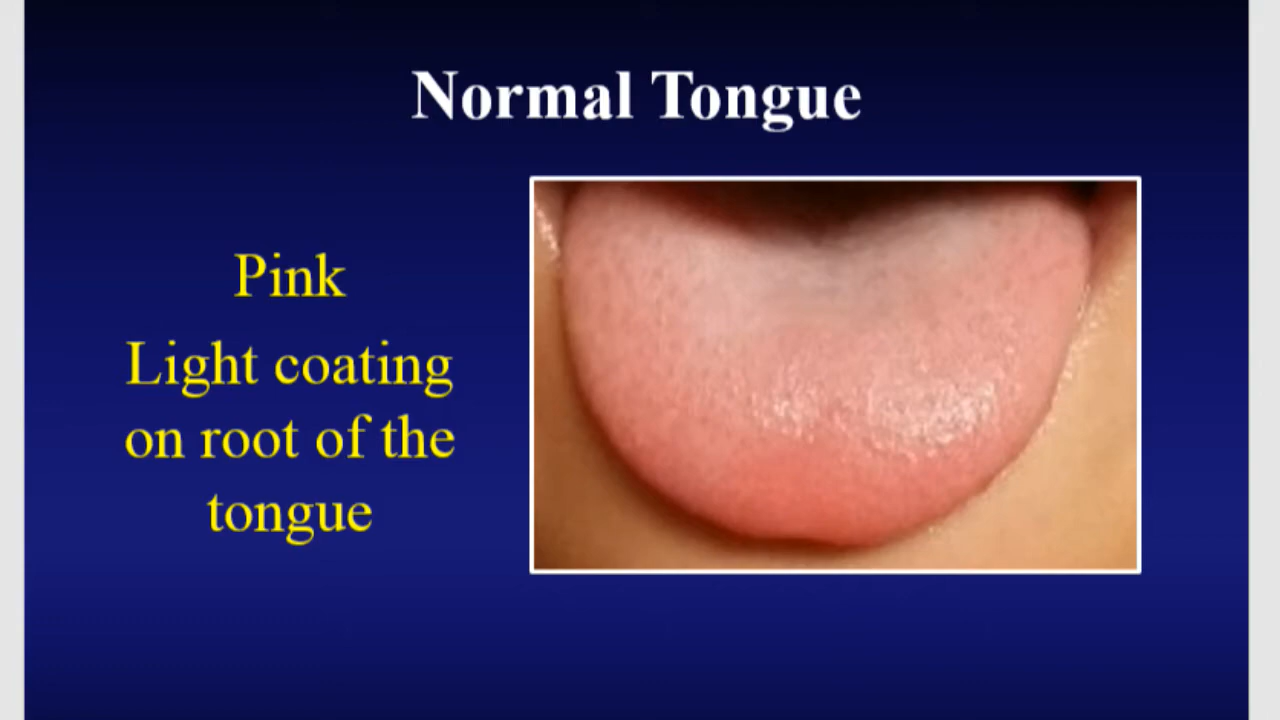 Normal Tongue
Pink
Light coating
on root of the
tongue